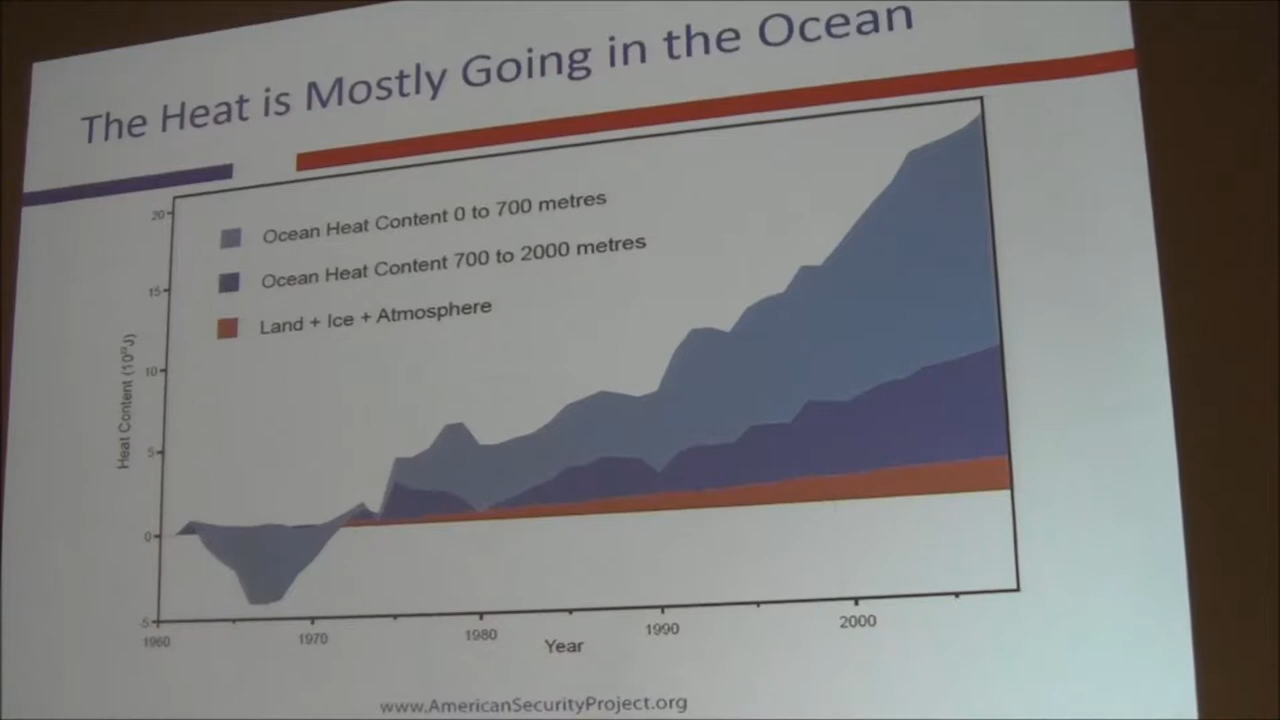 The Heat is Mostly Going in the Ocean
Ocean Heat Content 0 to 700 metres
Ocean Heat Content 700 to 2000 metres
Land + Ice + Atmosphere
Heat Content (10²²J)
20
15
10
5
0
-5
1960 1970 1980 1990 2000
Year
www.AmericanSecurityProject.org